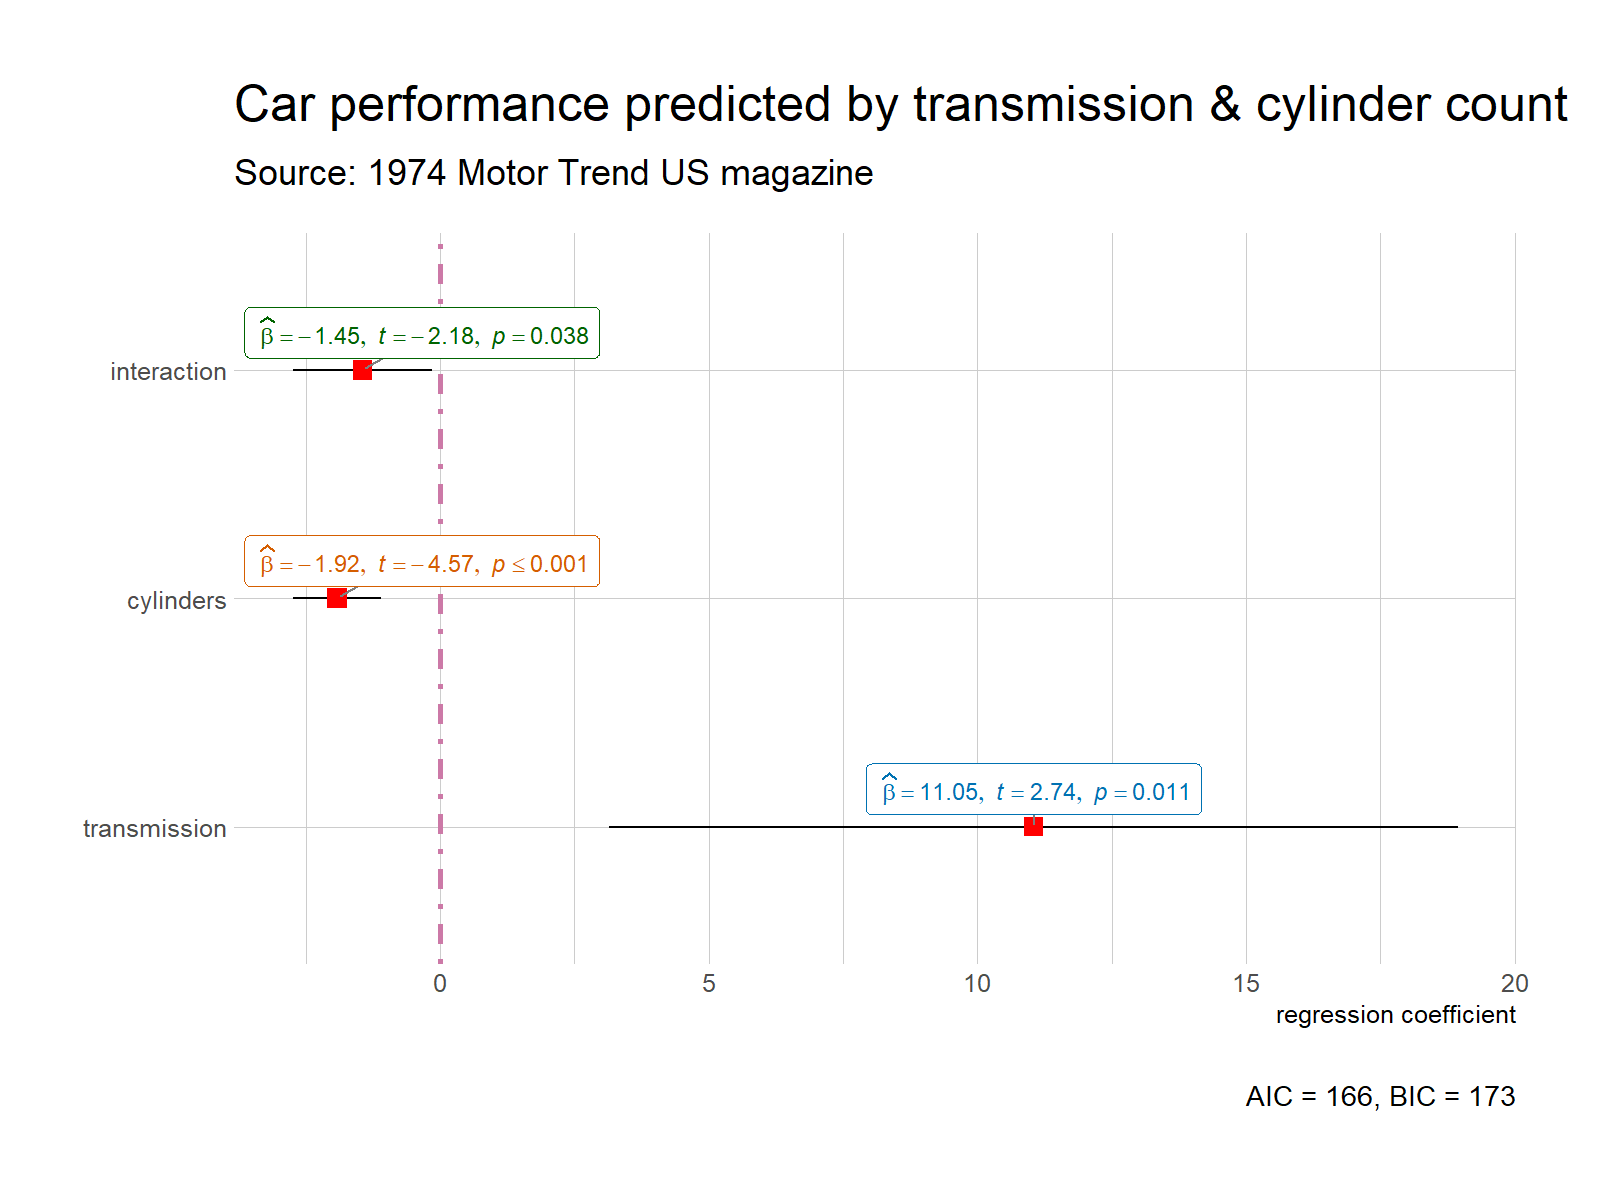 Car performance predicted by transmission & cylinder count
Source: 1974 Motor Trend US magazine
β̂ = −1.45, t = −2.18, p = 0.038
interaction
β̂ = −1.92, t = −4.57, p ≤ 0.001
cylinders
β̂ = 11.05, t = 2.74, p = 0.011
transmission
0 5 10 15 20
regression coefficient
AIC = 166, BIC = 173